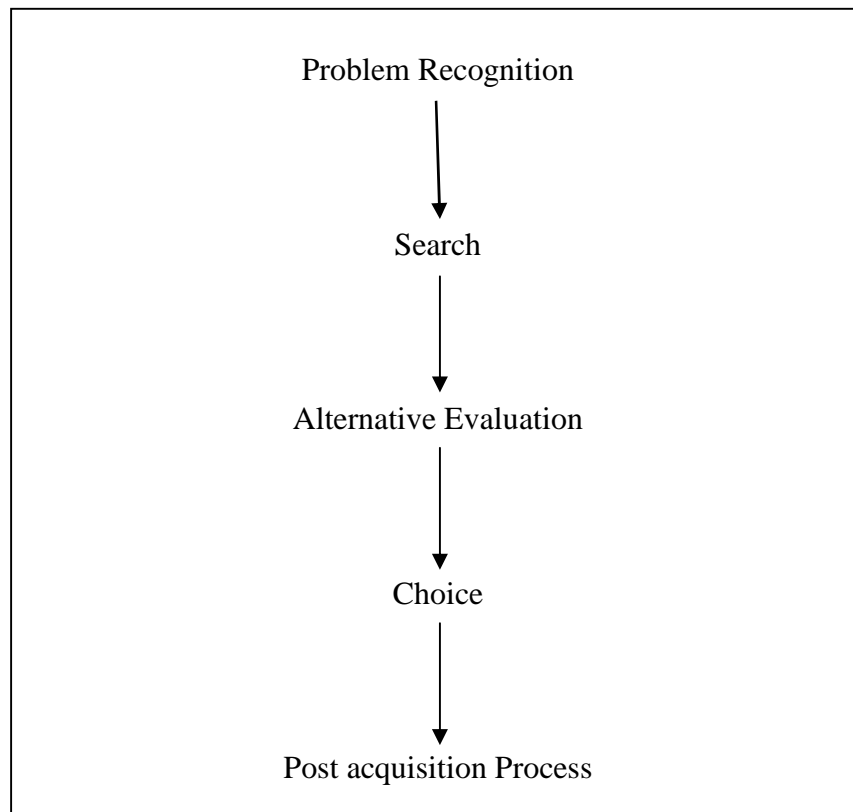 Problem Recognition
Search
Alternative Evaluation
Choice
Post acquisition Process